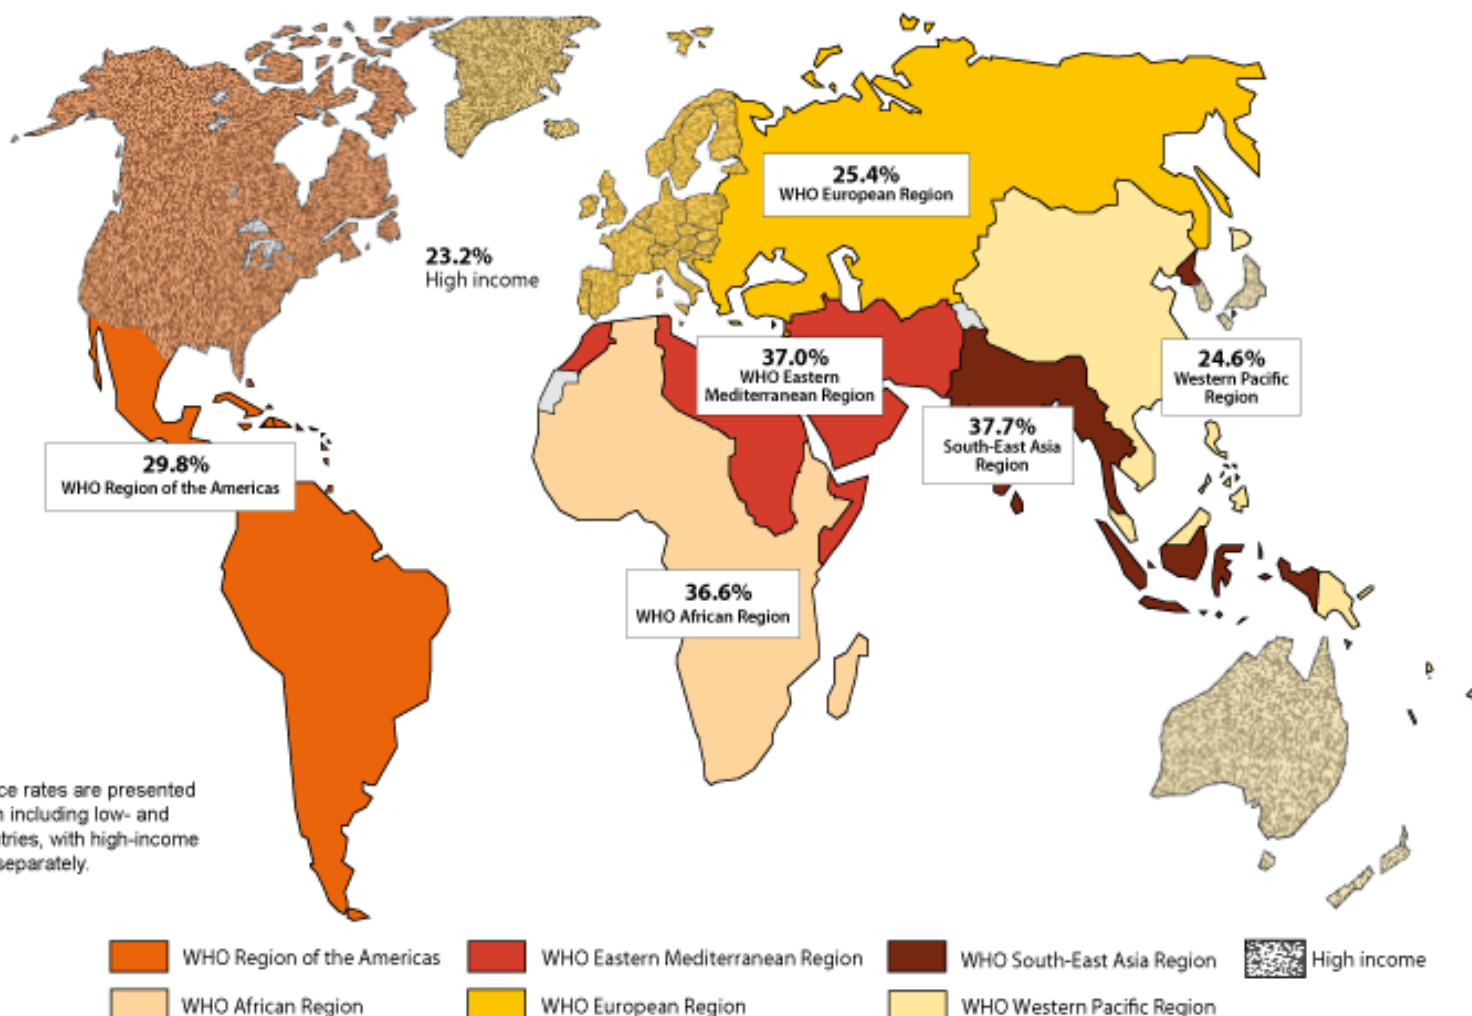 25.4%
WHO European Region
23.2%
High income
37.0%
WHO Eastern
Mediterranean Region
24.6%
Western Pacific
Region
37.7%
South-East Asia
Region
29.8%
WHO Region of the Americas
36.6%
WHO African Region
rates are presented
including low- and
with high-income
separately.
WHO Region of the Americas
WHO Eastern Mediterranean Region
WHO South-East Asia Region
High income
WHO African Region
WHO European Region
WHO Western Pacific Region